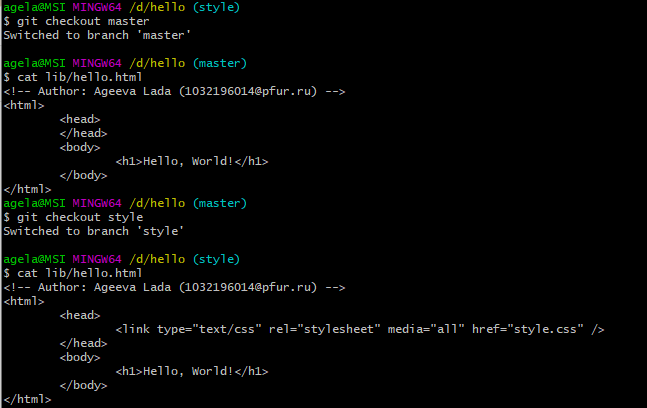 agela@MSI MINGW64 /d/hello (style)
$ git checkout master
Switched to branch 'master'

agela@MSI MINGW64 /d/hello (master)
$ cat lib/hello.html
<!-- Author: Ageeva Lada (1032196014@pfur.ru) -->
<html>
        <head>
        </head>
        <body>
                <h1>Hello, World!</h1>
        </body>
</html>
agela@MSI MINGW64 /d/hello (master)
$ git checkout style
Switched to branch 'style'

agela@MSI MINGW64 /d/hello (style)
$ cat lib/hello.html
<!-- Author: Ageeva Lada (1032196014@pfur.ru) -->
<html>
        <head>
                <link type="text/css" rel="stylesheet" media="all" href="style.css" />
        </head>
        <body>
                <h1>Hello, World!</h1>
        </body>
</html>